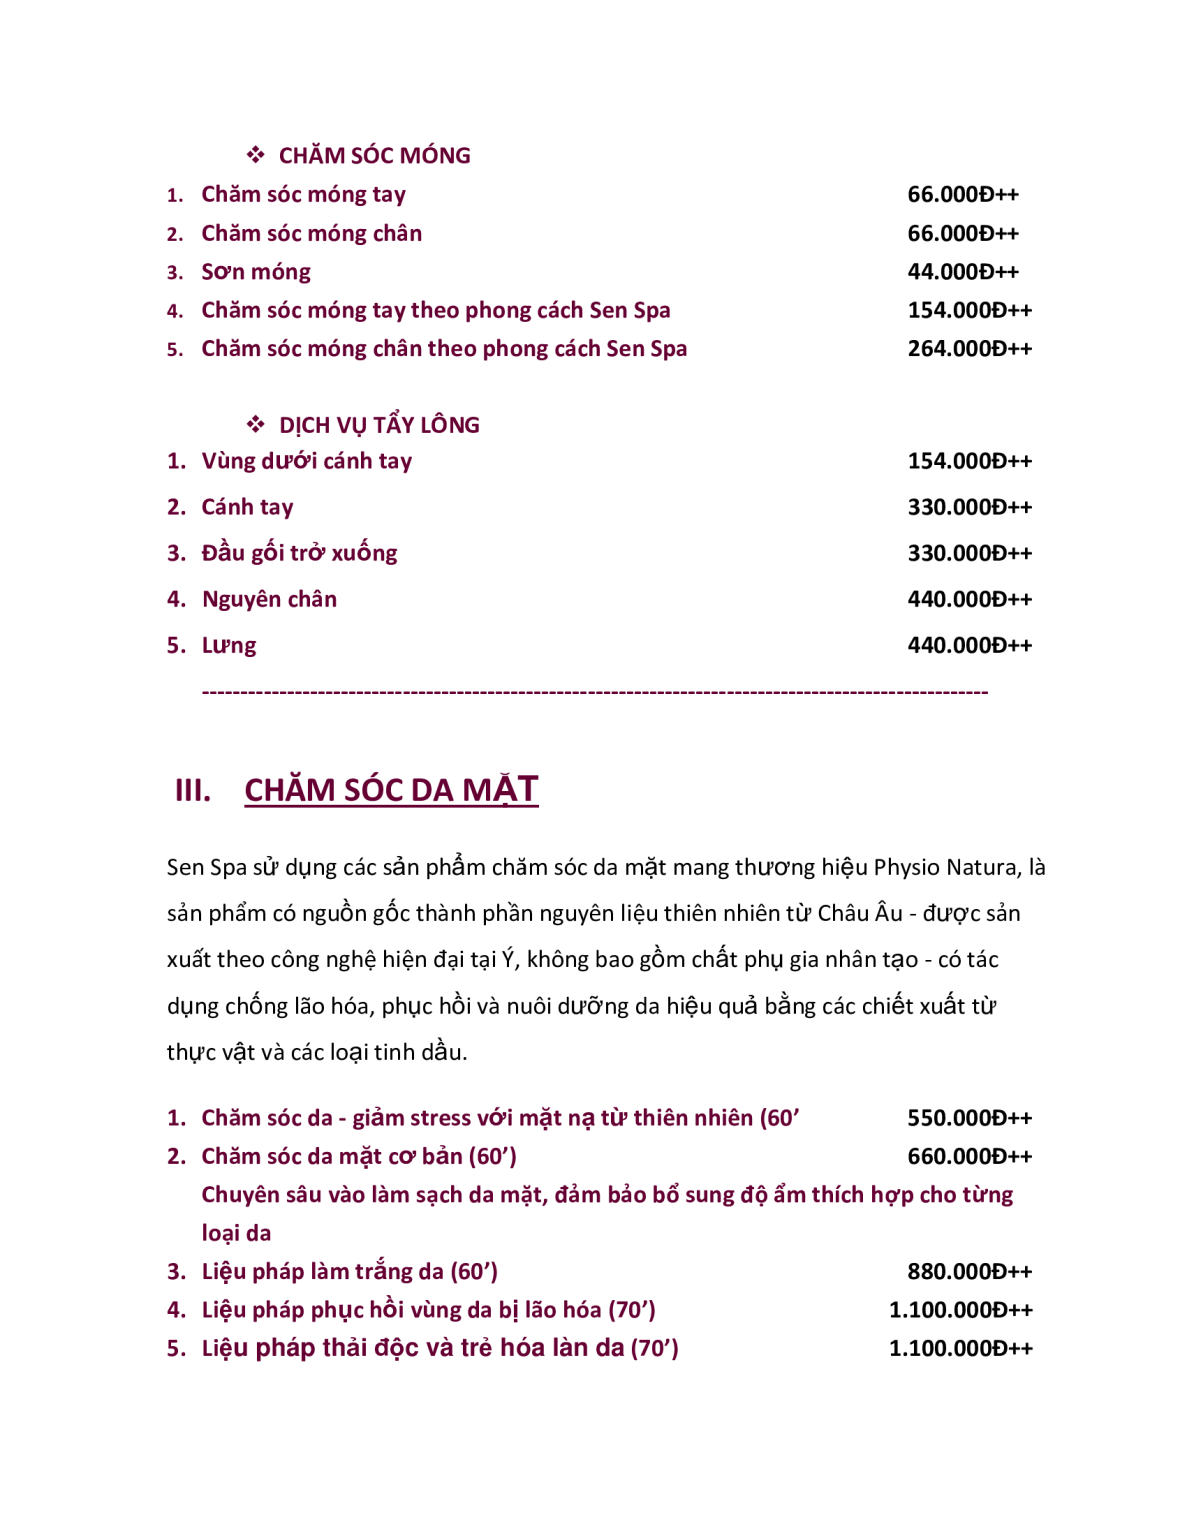 ❖ CHĂM SÓC MÓNG
1. Chăm sóc móng tay 66.000Đ++
2. Chăm sóc móng chân 66.000Đ++
3. Sơn móng 44.000Đ++
4. Chăm sóc móng tay theo phong cách Sen Spa 154.000Đ++
5. Chăm sóc móng chân theo phong cách Sen Spa 264.000Đ++
❖ DỊCH VỤ TẨY LÔNG
1. Vùng dưới cánh tay 154.000Đ++
2. Cánh tay 330.000Đ++
3. Đầu gối trở xuống 330.000Đ++
4. Nguyên chân 440.000Đ++
5. Lưng 440.000Đ++
------------------------------------------------------------------------------------------------------
III. CHĂM SÓC DA MẶT
Sen Spa sử dụng các sản phẩm chăm sóc da mặt mang thương hiệu Physio Natura, là
sản phẩm có nguồn gốc thành phần nguyên liệu thiên nhiên từ Châu Âu - được sản
xuất theo công nghệ hiện đại tại Ý, không bao gồm chất phụ gia nhân tạo - có tác
dụng chống lão hóa, phục hồi và nuôi dưỡng da hiệu quả bằng các chiết xuất từ
thực vật và các loại tinh dầu.
1. Chăm sóc da - giảm stress với mặt nạ từ thiên nhiên (60’ 550.000Đ++
2. Chăm sóc da mặt cơ bản (60’) 660.000Đ++
Chuyên sâu vào làm sạch da mặt, đảm bảo bổ sung độ ẩm thích hợp cho từng
loại da
3. Liệu pháp làm trắng da (60’) 880.000Đ++
4. Liệu pháp phục hồi vùng da bị lão hóa (70’) 1.100.000Đ++
5. Liệu pháp thải độc và trẻ hóa làn da (70’) 1.100.000Đ++